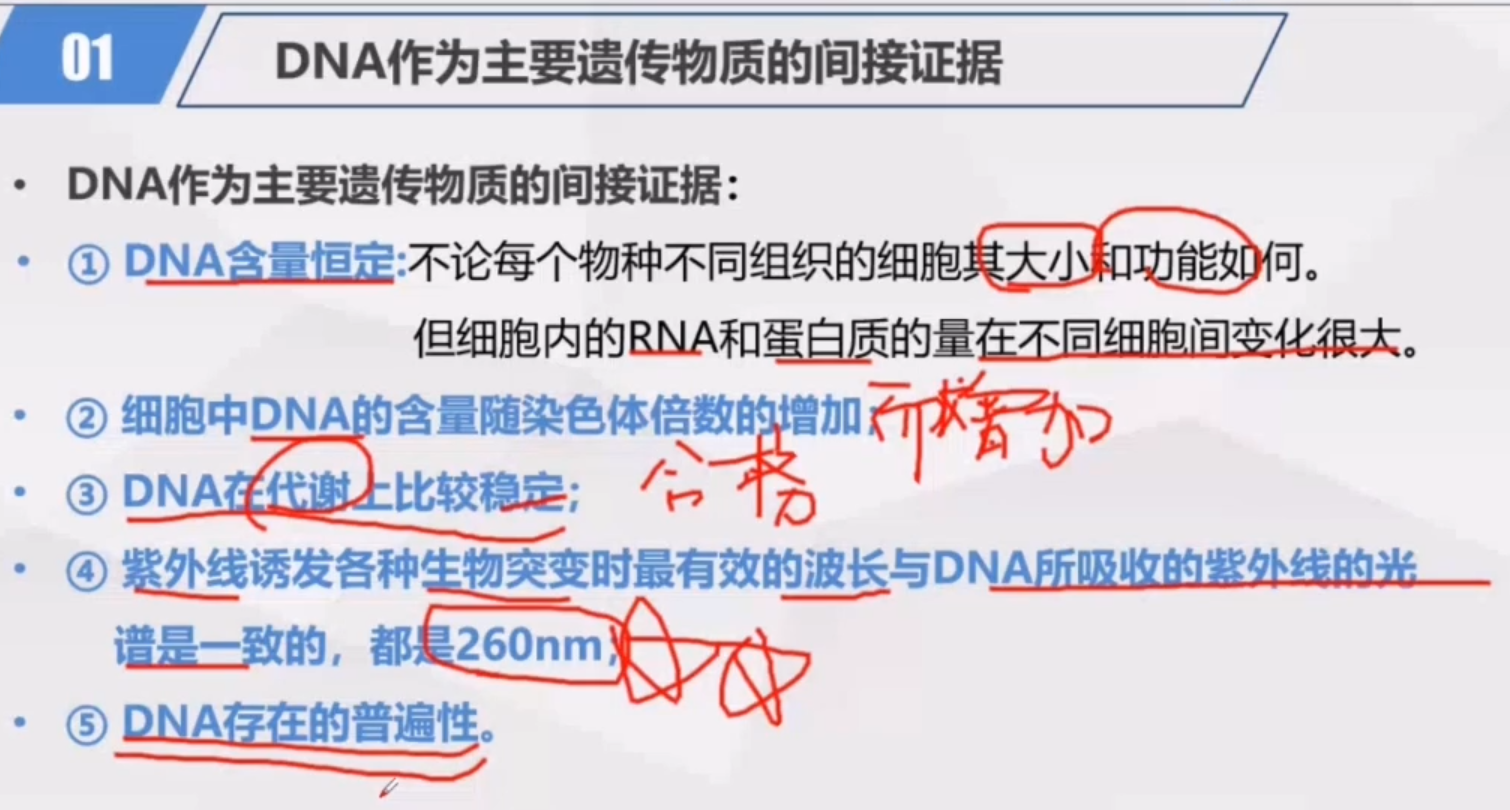 01
DNA作为主要遗传物质的间接证据
• DNA作为主要遗传物质的间接证据：
• ① DNA含量恒定:不论每个物种不同组织的细胞其大小和功能如何。
但细胞内的RNA和蛋白质的量在不同细胞间变化很大。
• ② 细胞中DNA的含量随染色体倍数的增加；而增加
• ③ DNA在代谢上比较稳定；
• ④ 紫外线诱发各种生物突变时最有效的波长与DNA所吸收的紫外线的光
谱是一致的，都是260nm；
• ⑤ DNA存在的普遍性。